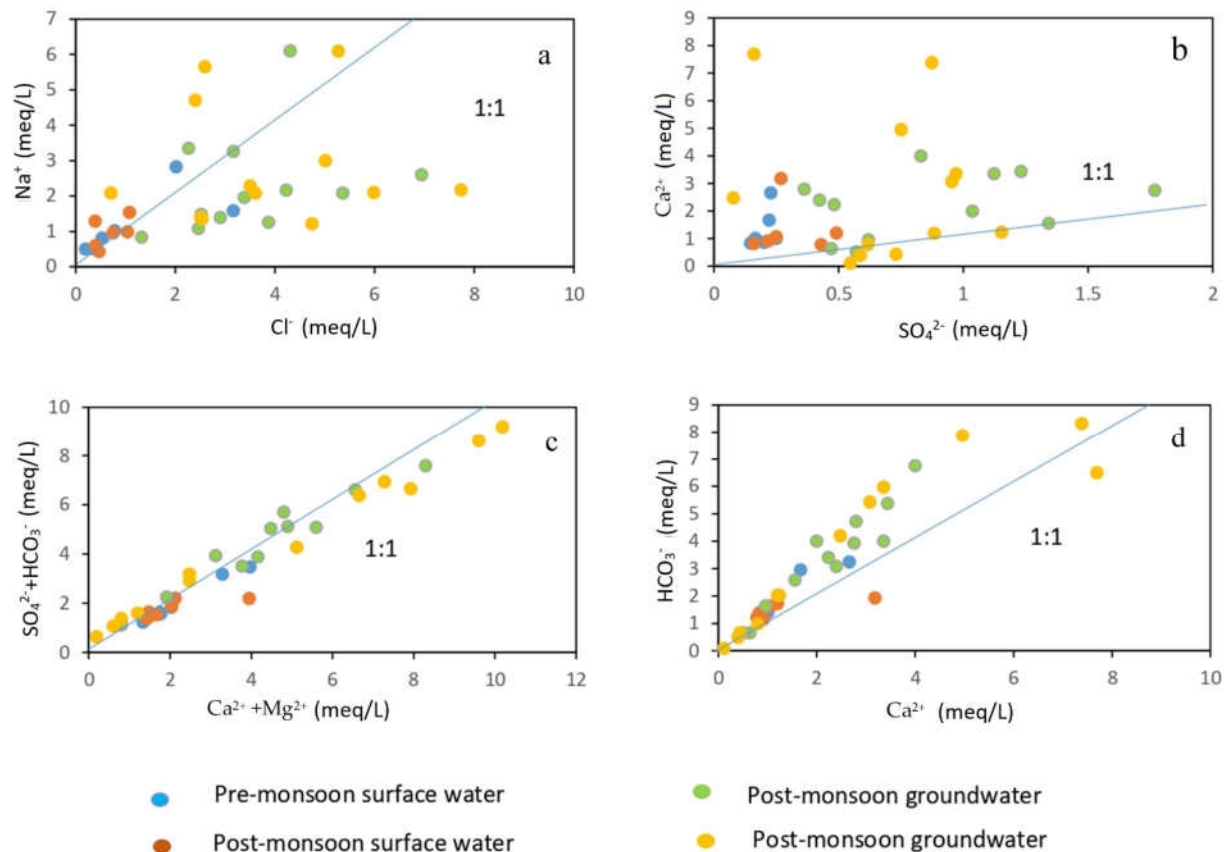 7
6
5
4
3
2
1
0
0 2 4 6 8 10
Na⁺ (meq/L)
Cl⁻ (meq/L)
a
1:1
9
8
7
6
5
4
3
2
1
0
0 0.5 1 1.5 2
Ca²⁺ (meq/L)
SO₄²⁻ (meq/L)
b
1:1
10
8
6
4
2
0
0 2 4 6 8 10 12
SO₄²⁻+HCO₃⁻ (meq/L)
Ca²⁺ +Mg²⁺ (meq/L)
c
1:1
9
8
7
6
5
4
3
2
1
0
0 2 4 6 8 10
HCO₃⁻ (meq/L)
Ca²⁺ (meq/L)
d
1:1
Pre-monsoon surface water
Post-monsoon groundwater
Post-monsoon surface water
Post-monsoon groundwater